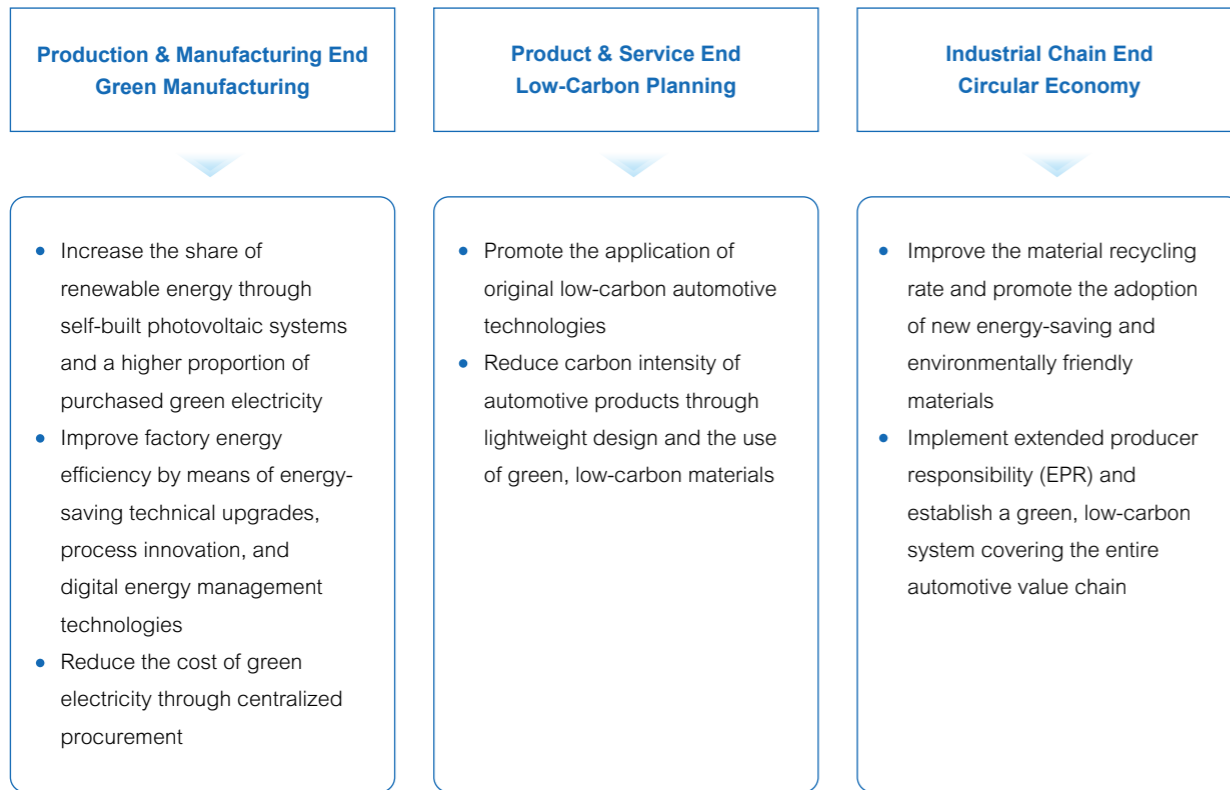 Production & Manufacturing End
Green Manufacturing
Product & Service End
Low-Carbon Planning
Industrial Chain End
Circular Economy
• Increase the share of
renewable energy through
self-built photovoltaic systems
and a higher proportion of
purchased green electricity
• Improve factory energy
efficiency by means of energy-
saving technical upgrades,
process innovation, and
digital energy management
technologies
• Reduce the cost of green
electricity through centralized
procurement
• Promote the application of
original low-carbon automotive
technologies
• Reduce carbon intensity of
automotive products through
lightweight design and the use
of green, low-carbon materials
• Improve the material recycling
rate and promote the adoption
of new energy-saving and
environmentally friendly
materials
• Implement extended producer
responsibility (EPR) and
establish a green, low-carbon
system covering the entire
automotive value chain